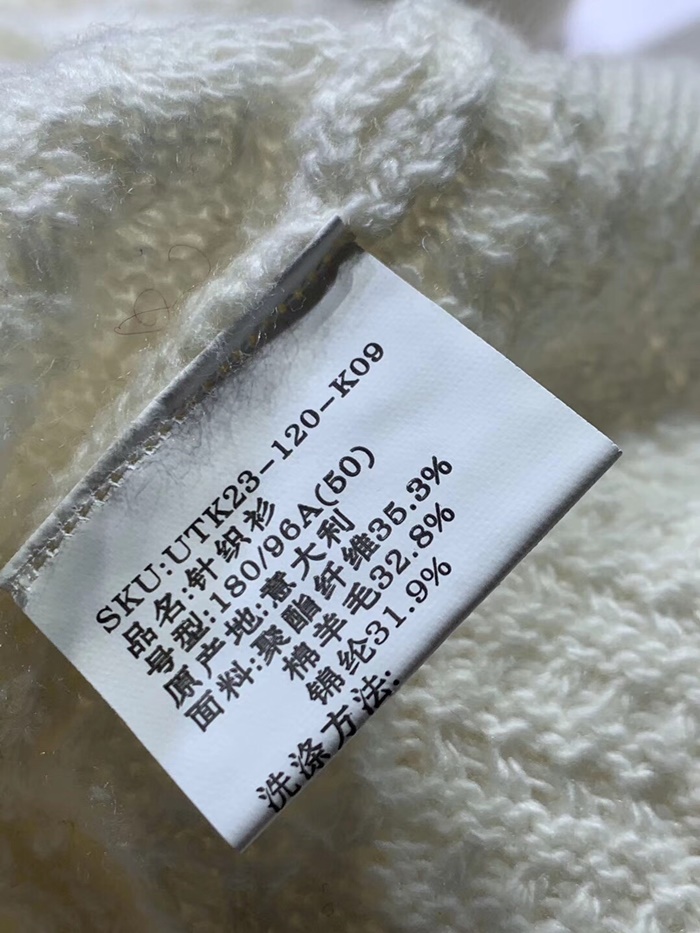 SKU:UTK23-120-K09
品名:针织衫
号型:180/96A(50)
原产地:意大利
面料:聚酯纤维35.3%
棉羊毛32.8%
锦纶31.9%
洗涤方法: